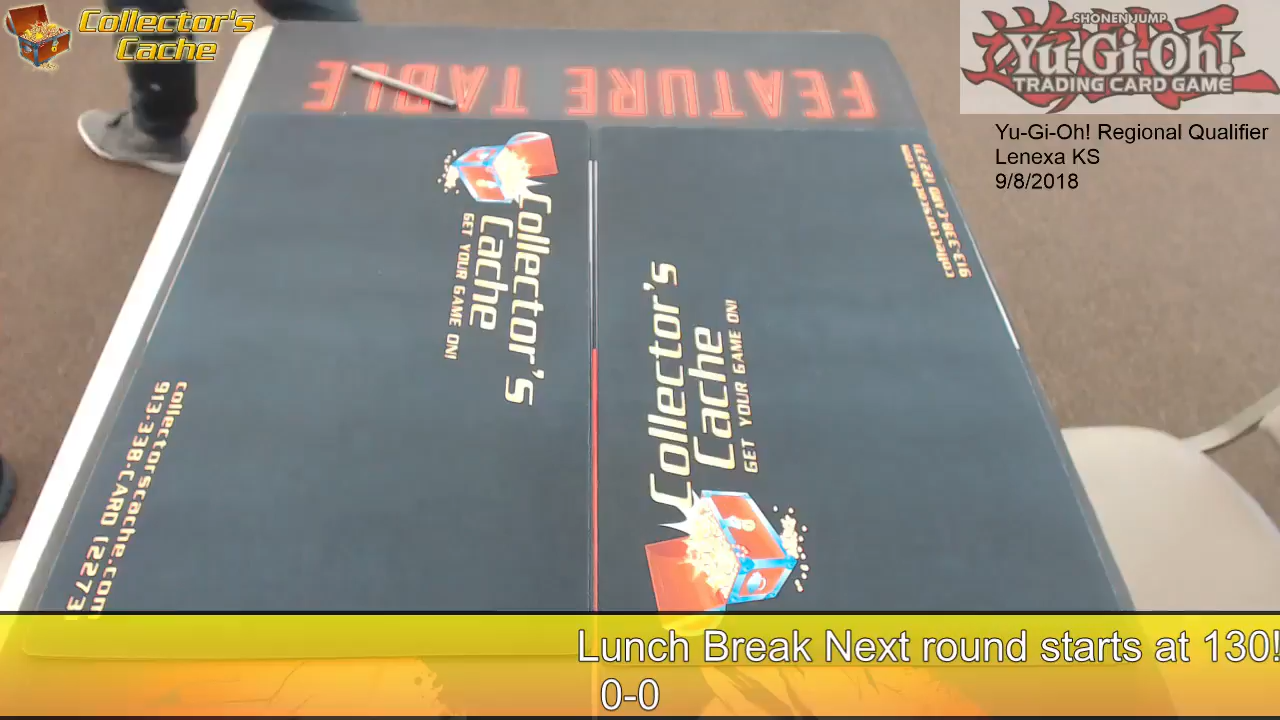 Collector's
Cache
SHONEN JUMP
Yu-Gi-Oh!
TRADING CARD GAME
Yu-Gi-Oh! Regional Qualifier
Lenexa KS
9/8/2018
FEATURE TABLE
Collector's
Cache
GET YOUR GAME ON!
collectorscache.com
913-338-CARD (2273)
Collector's
Cache
GET YOUR GAME ON!
collectorscache.com
913-338-CARD (2273)
Lunch Break Next round starts at 130!
0-0